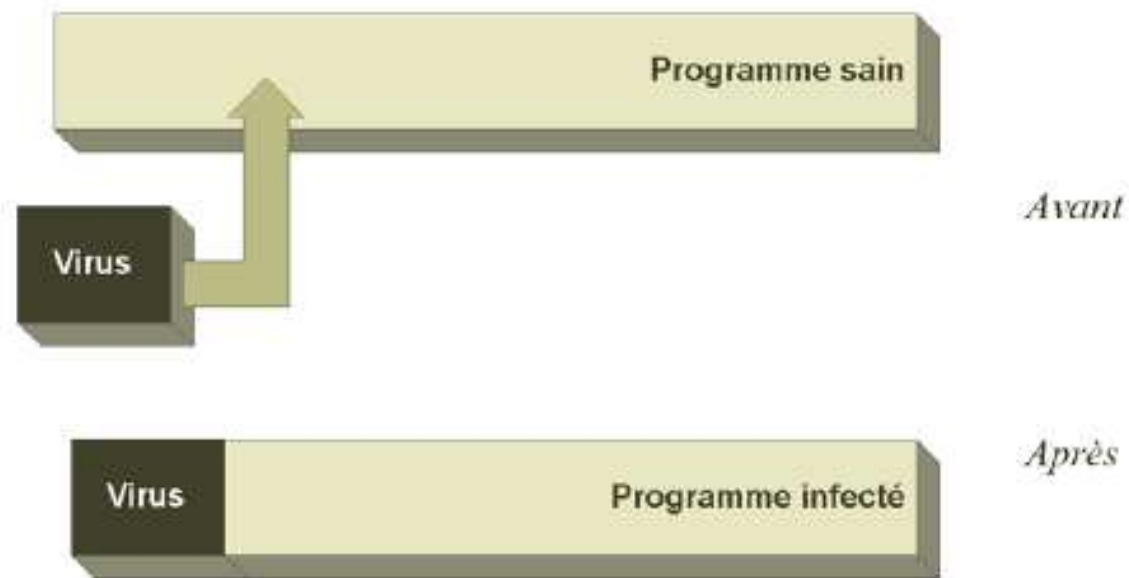 Programme sain
Avant
Virus
Après
Virus
Programme infecté